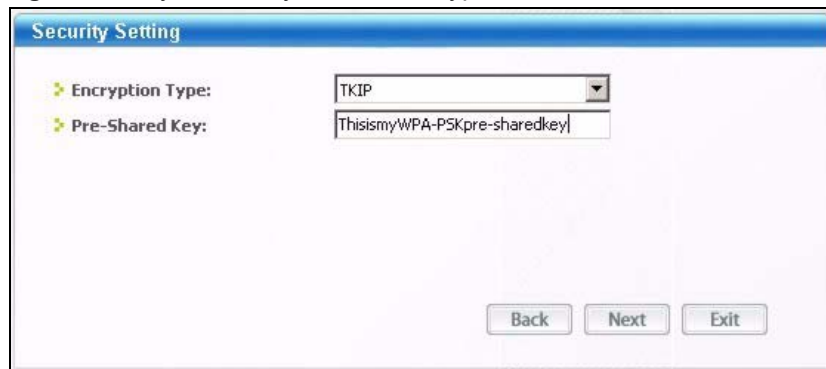 Security Setting
Encryption Type: TKIP
Pre-Shared Key: ThisismyWPA-PSKpre-sharedkey
Back Next Exit